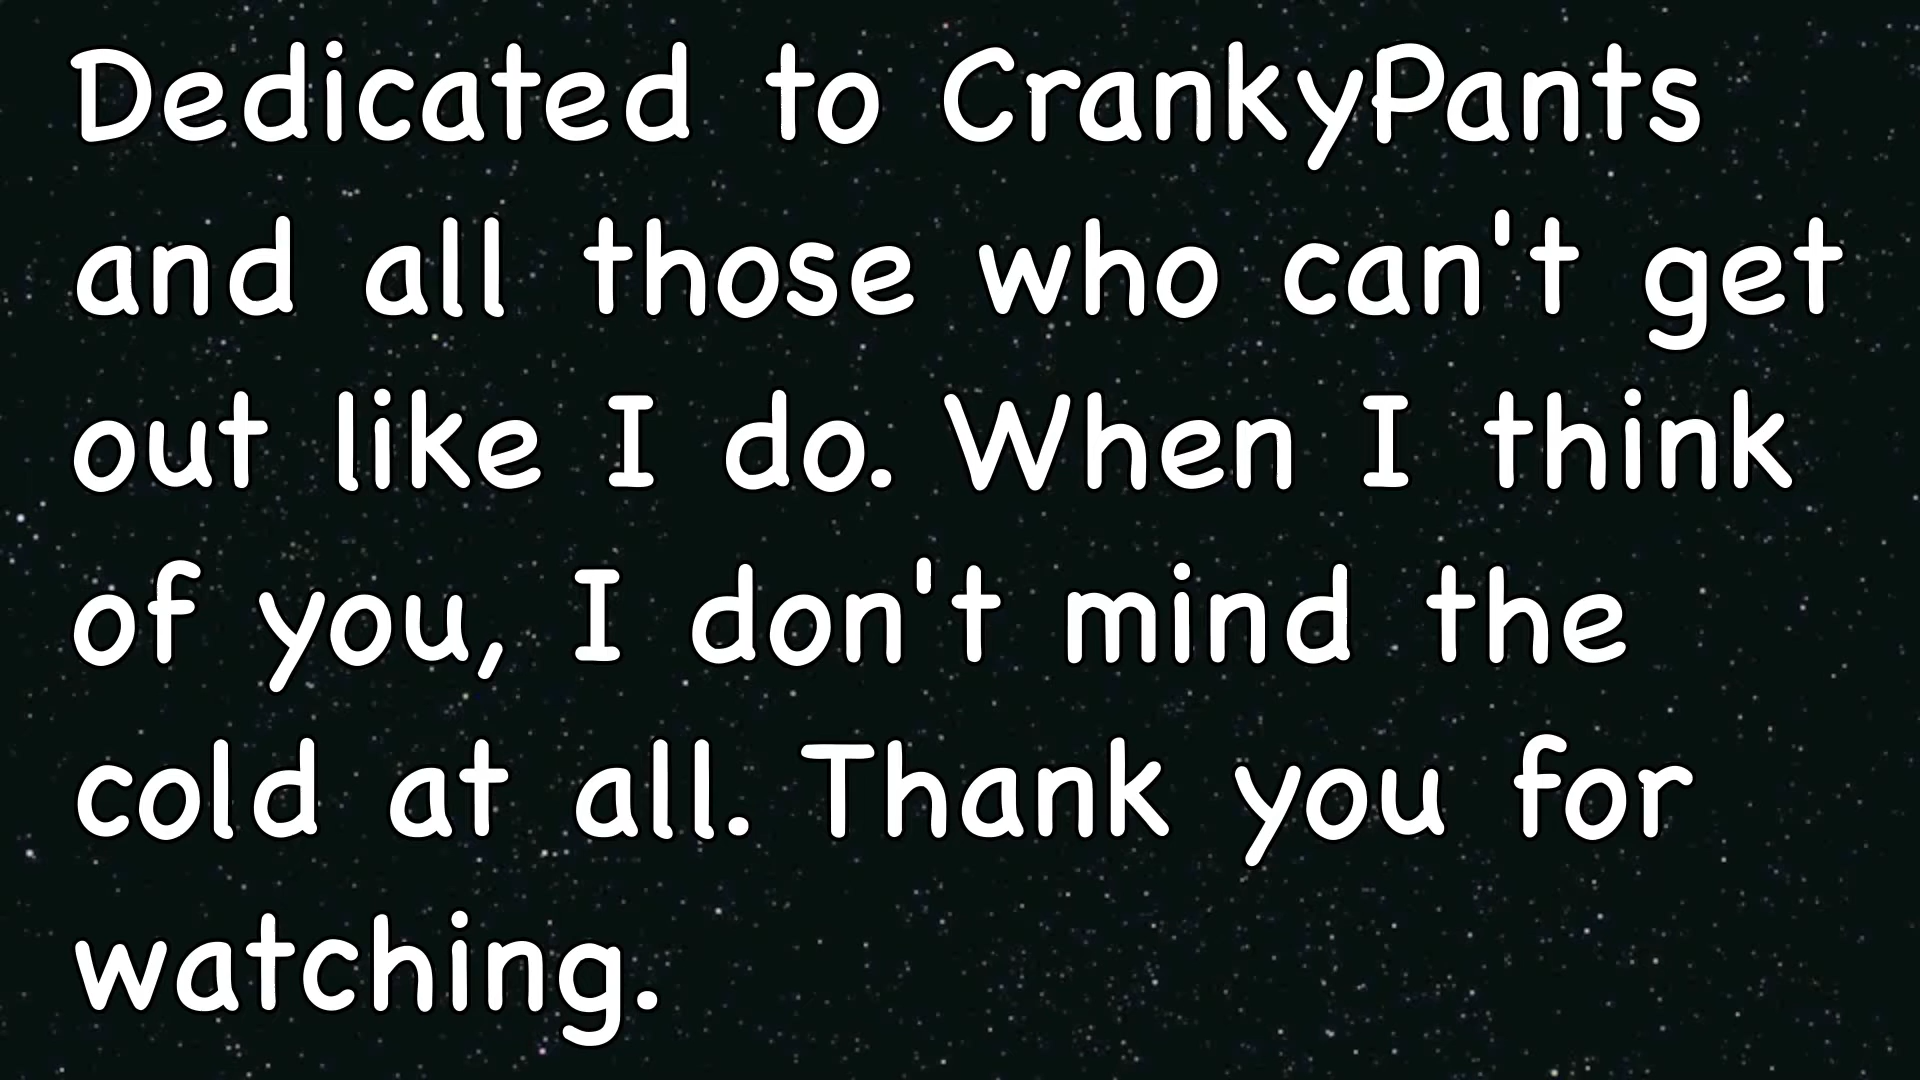 Dedicated to CrankyPants
and all those who can't get
out like I do. When I think
of you, I don't mind the
cold at all. Thank you for
watching.